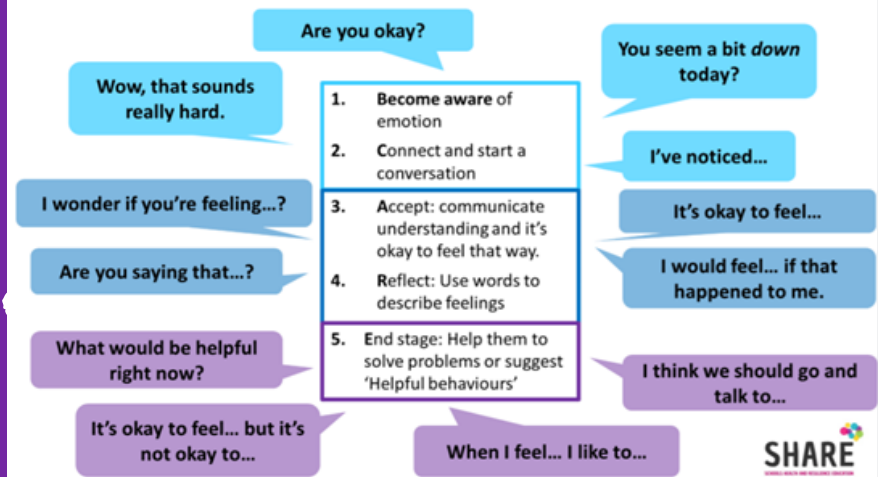 Are you okay?
You seem a bit down
today?
Wow, that sounds
really hard.
I've noticed...
1. Become aware of
emotion
2. Connect and start a
conversation
I wonder if you're feeling...?
It's okay to feel...
Are you saying that...?
I would feel... if that
happened to me.
3. Accept: communicate
understanding and it's
okay to feel that way.
4. Reflect: Use words to
describe feelings
What would be helpful
right now?
I think we should go and
talk to...
5. End stage: Help them to
solve problems or suggest
'Helpful behaviours'
It's okay to feel... but it's
not okay to...
When I feel... I like to...
SHARE
SCHOOLS HEALTH AND RESILIENCE EDUCATION